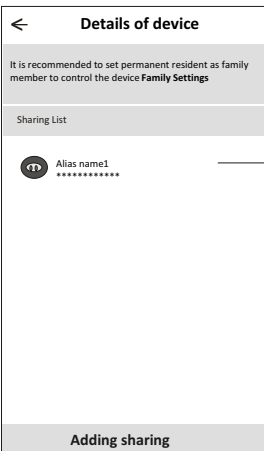 Details of device
It is recommended to set permanent resident as family
member to control the device Family Settings
Sharing List
Alias name1
************
Adding sharing